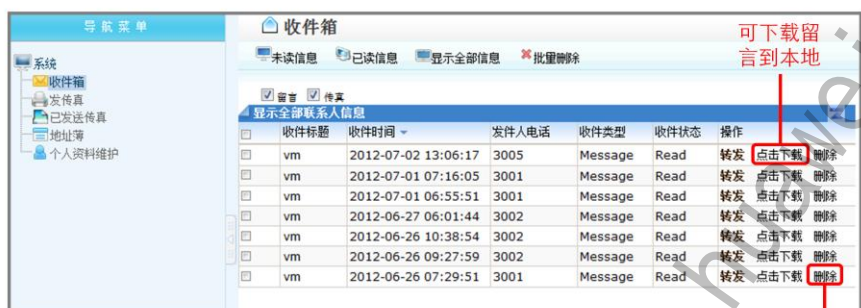 导航菜单
系统
收件箱
发传真
已发送传真
地址薄
个人资料维护
收件箱
未读信息 已读信息 显示全部信息 批量删除
可下载留
言到本地
留言 传真
显示全部联系人信息
收件标题 收件时间 发件人电话 收件类型 收件状态 操作
vm 2012-07-02 13:06:17 3005 Message Read 转发 点击下载 删除
vm 2012-07-01 07:16:05 3001 Message Read 转发 点击下载 删除
vm 2012-07-01 06:55:51 3001 Message Read 转发 点击下载 删除
vm 2012-06-27 06:01:44 3002 Message Read 转发 点击下载 删除
vm 2012-06-26 10:38:54 3002 Message Read 转发 点击下载 删除
vm 2012-06-26 09:27:59 3002 Message Read 转发 点击下载 删除
vm 2012-06-26 07:29:51 3001 Message Read 转发 点击下载 删除
huawei